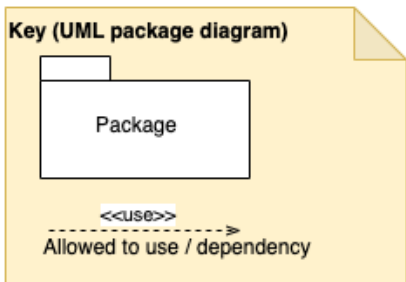 Key (UML package diagram)
Package
<<use>>
Allowed to use / dependency